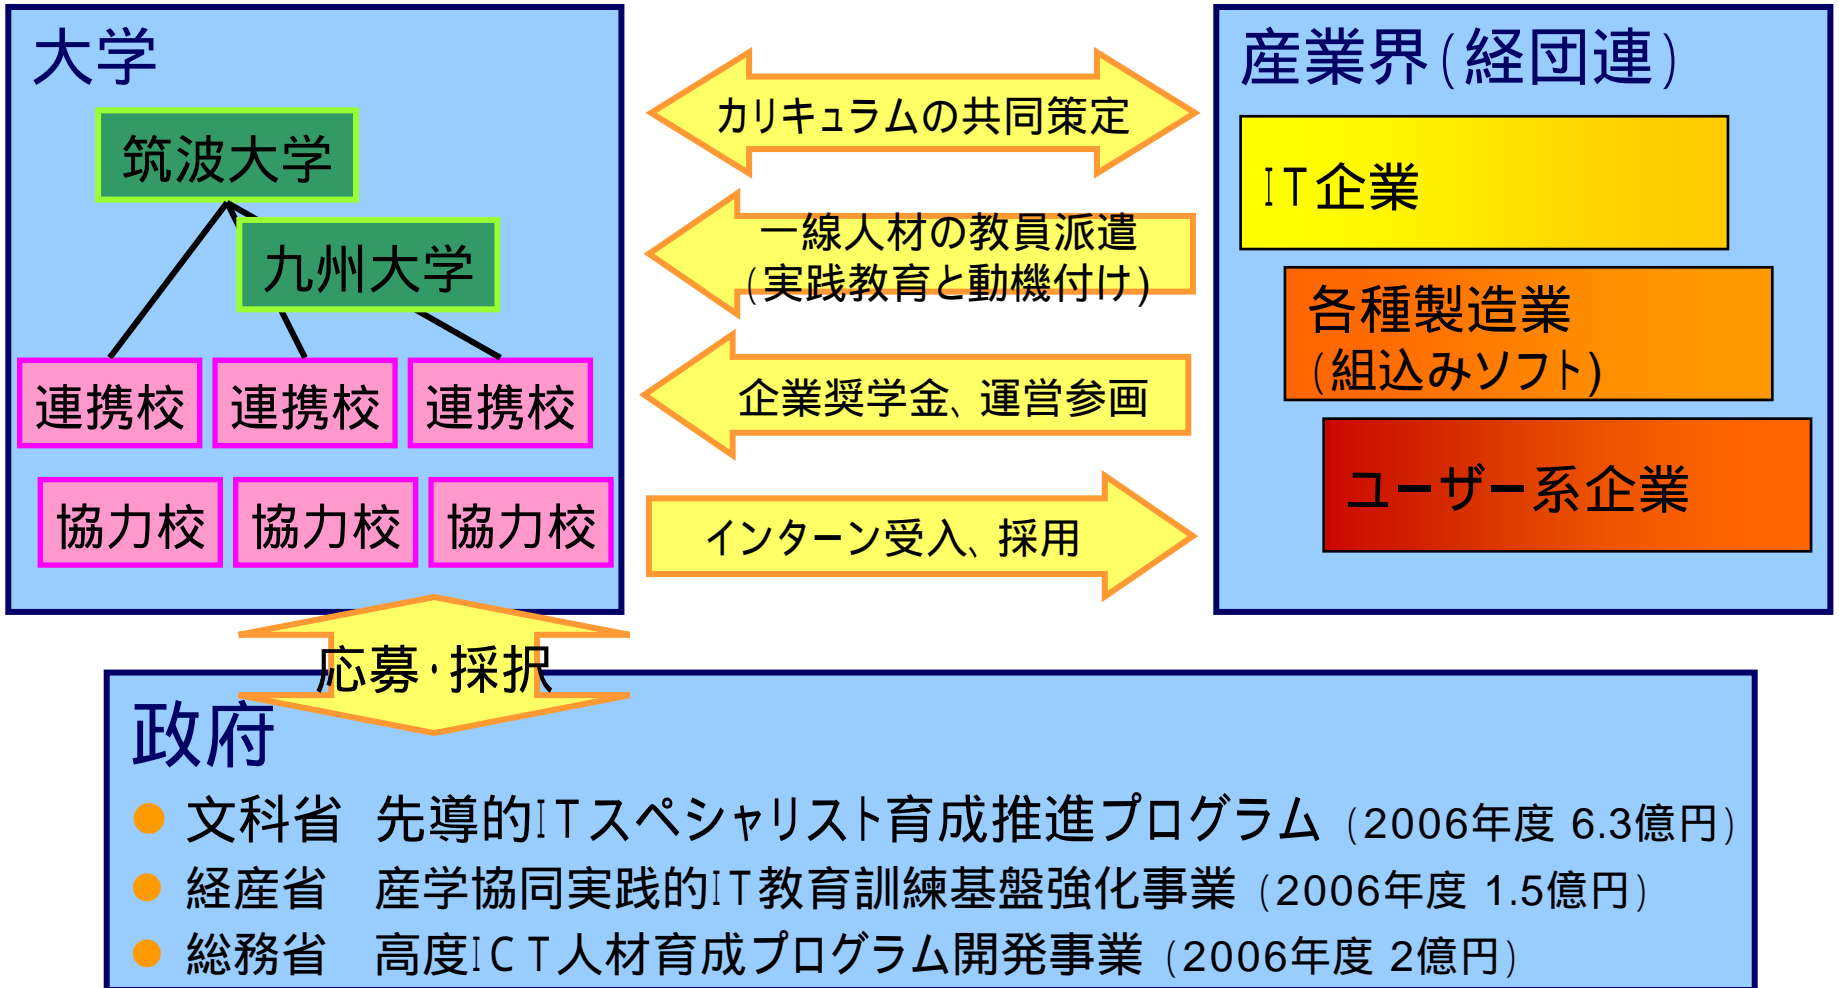 大学
筑波大学
九州大学
連携校
連携校
連携校
協力校
協力校
協力校
カリキュラムの共同策定
一線人材の教員派遣
(実践教育と動機付け)
企業奨学金、運営参画
インターン受入、採用
産業界(経団連)
IT企業
各種製造業
(組込みソフト)
ユーザー系企業
応募・採択
政府
文科省 先導的ITスペシャリスト育成推進プログラム (2006年度 6.3億円)
経産省 産学協同実践的IT教育訓練基盤強化事業 (2006年度 1.5億円)
総務省 高度ICT人材育成プログラム開発事業 (2006年度 2億円)